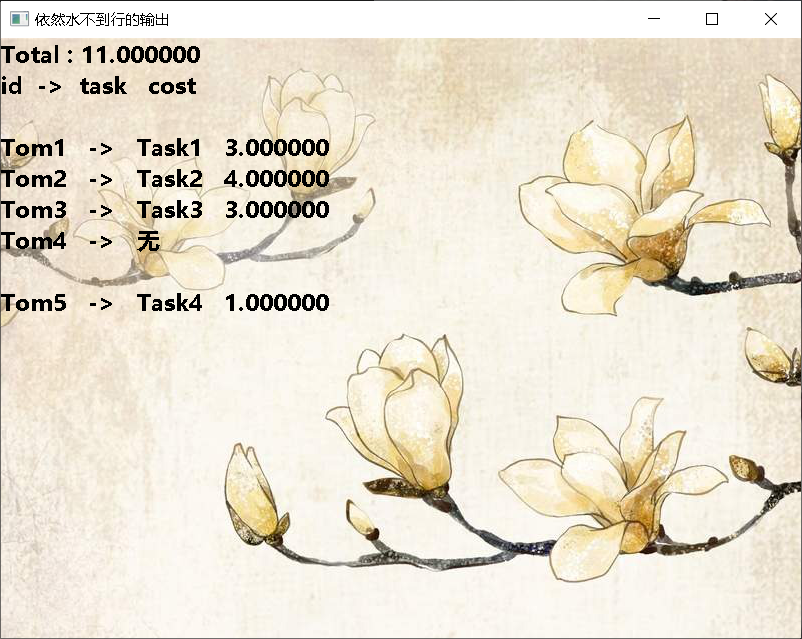 依然水不到行的输出
Total : 11.000000
id -> task cost
Tom1 -> Task1 3.000000
Tom2 -> Task2 4.000000
Tom3 -> Task3 3.000000
Tom4 -> 无
Tom5 -> Task4 1.000000